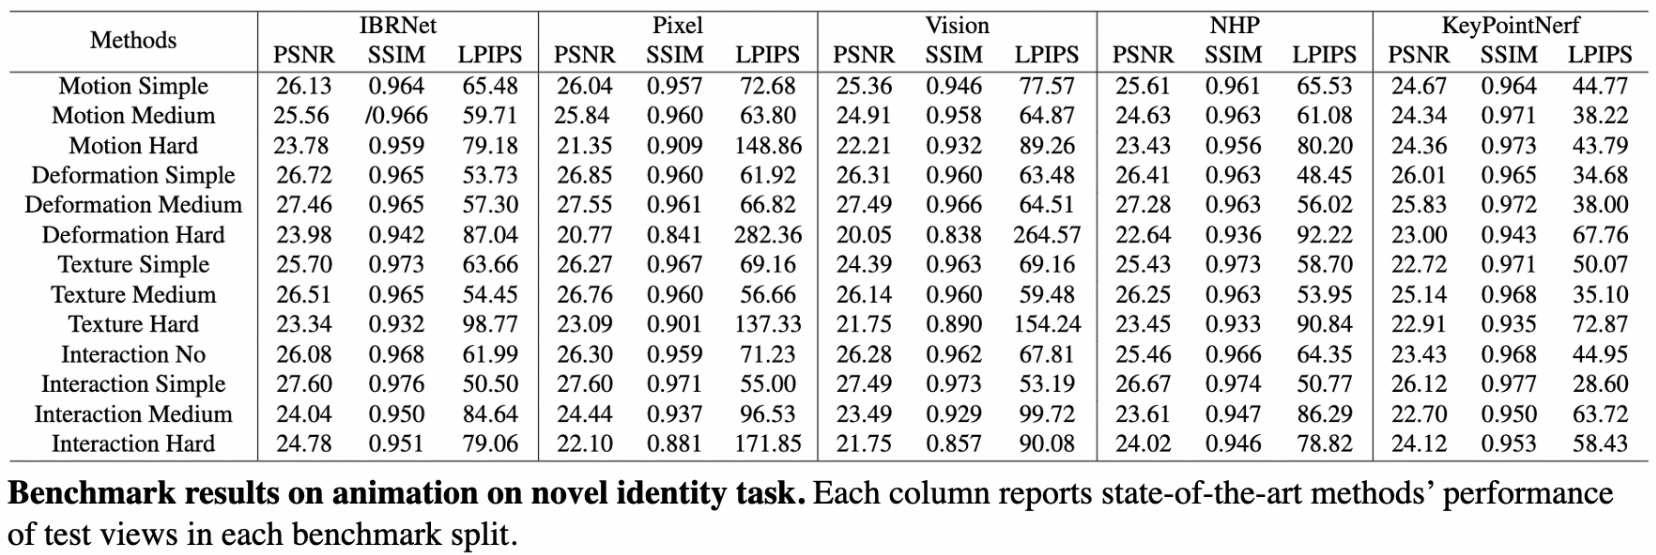 Methods IBRNet Pixel Vision NHP KeyPointNerf
PSNR SSIM LPIPS PSNR SSIM LPIPS PSNR SSIM LPIPS PSNR SSIM LPIPS PSNR SSIM LPIPS
Motion Simple 26.13 0.964 65.48 26.04 0.957 72.68 25.36 0.946 77.57 25.61 0.961 65.53 24.67 0.964 44.77
Motion Medium 25.56 /0.966 59.71 25.84 0.960 63.80 24.91 0.958 64.87 24.63 0.963 61.08 24.34 0.971 38.22
Motion Hard 23.78 0.959 79.18 21.35 0.909 148.86 22.21 0.932 89.26 23.43 0.956 80.20 24.36 0.973 43.79
Deformation Simple 26.72 0.965 53.73 26.85 0.960 61.92 26.31 0.960 63.48 26.41 0.963 48.45 26.01 0.965 34.68
Deformation Medium 27.46 0.965 57.30 27.55 0.961 66.82 27.49 0.966 64.51 27.28 0.963 56.02 25.83 0.972 38.00
Deformation Hard 23.98 0.942 87.04 20.77 0.841 282.36 20.05 0.838 264.57 22.64 0.936 92.22 23.00 0.943 67.76
Texture Simple 25.70 0.973 63.66 26.27 0.967 69.16 24.39 0.963 69.16 25.43 0.973 58.70 22.72 0.971 50.07
Texture Medium 26.51 0.965 54.45 26.76 0.960 56.66 26.14 0.960 59.48 26.25 0.963 53.95 25.14 0.968 35.10
Texture Hard 23.34 0.932 98.77 23.09 0.901 137.33 21.75 0.890 154.24 23.45 0.933 90.84 22.91 0.935 72.87
Interaction No 26.08 0.968 61.99 26.30 0.959 71.23 26.28 0.962 67.81 25.46 0.966 64.35 23.43 0.968 44.95
Interaction Simple 27.60 0.976 50.50 27.60 0.971 55.00 27.49 0.973 53.19 26.67 0.974 50.77 26.12 0.977 28.60
Interaction Medium 24.04 0.950 84.64 24.44 0.937 96.53 23.49 0.929 99.72 23.61 0.947 86.29 22.70 0.950 63.72
Interaction Hard 24.78 0.951 79.06 22.10 0.881 171.85 21.75 0.857 90.08 24.02 0.946 78.82 24.12 0.953 58.43
Benchmark results on animation on novel identity task. Each column reports state-of-the-art methods' performance
of test views in each benchmark split.